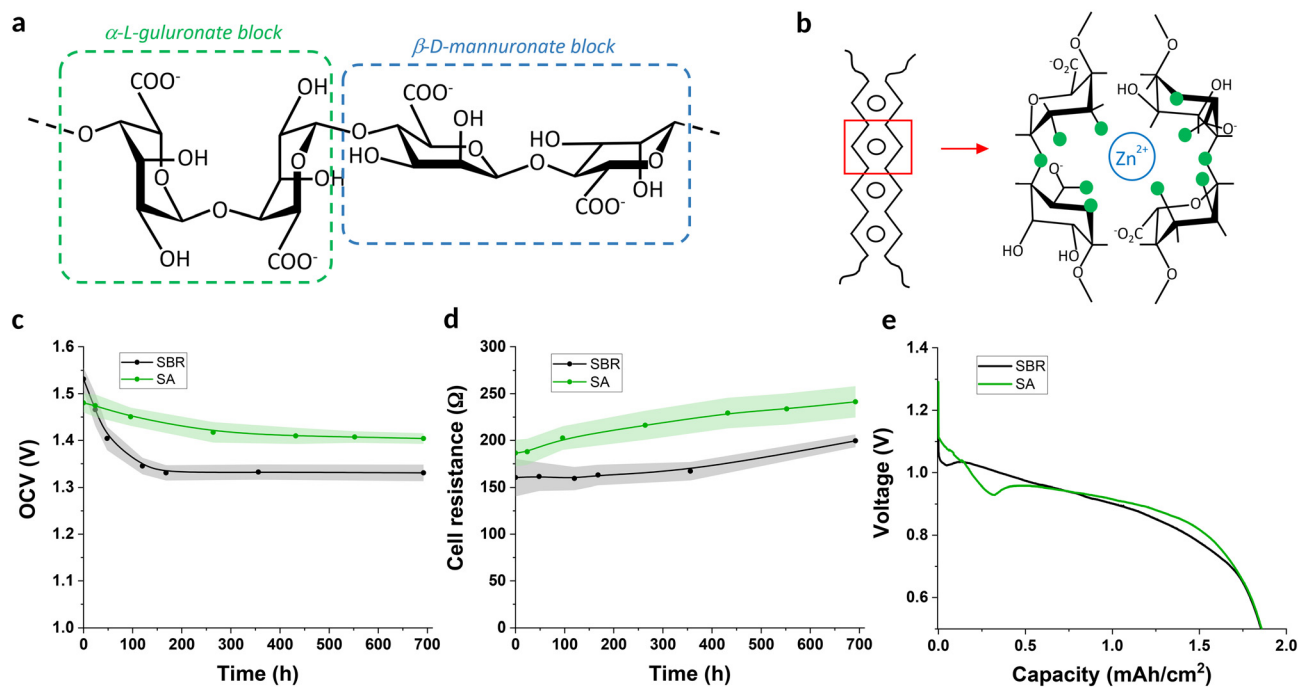 a
α-L-guluronate block
β-D-mannuronate block
COO⁻
OH
O
OH
O
OH
O
OH
COO⁻
O
OH
O
COO⁻
OH
HO
O
O
HO
COO⁻
O
OH
b
⁻O₂C
O
O
O⁻
HO
HO
O
Zn²⁺
O
HO
OH
O⁻
⁻O₂C
O
O
c
OCV (V)
1.6
1.5
1.4
1.3
1.2
1.1
1.0
SBR
SA
0 100 200 300 400 500 600 700
Time (h)
d
Cell resistance (Ω)
300
250
200
150
100
50
0
SBR
SA
0 100 200 300 400 500 600 700
Time (h)
e
Voltage (V)
1.4
1.2
1.0
0.8
0.6
SBR
SA
0.0 0.5 1.0 1.5 2.0
Capacity (mAh/cm²)